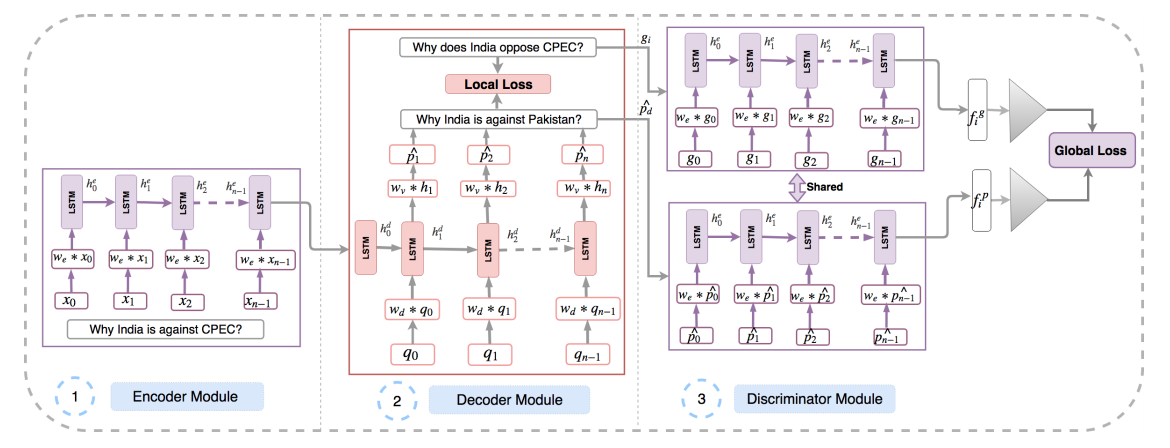 Why India is against CPEC?
x_0 x_1 x_2 x_{n-1}
w_e * x_0 w_e * x_1 w_e * x_2 w_e * x_{n-1}
LSTM LSTM LSTM LSTM
h_0^e h_1^e h_2^e h_{n-1}^e
1 Encoder Module
Why does India oppose CPEC?
Local Loss
Why India is against Pakistan?
\hat{p_1} \hat{p_2} \hat{p_n}
w_v * h_1 w_v * h_2 w_v * h_n
LSTM LSTM LSTM LSTM
h_0^d h_1^d h_2^d h_{n-1}^d
w_d * q_0 w_d * q_1 w_d * q_{n-1}
q_0 q_1 q_{n-1}
2 Decoder Module
g_i
\hat{p_d}
h_0^e h_1^e h_2^e h_{n-1}^e
LSTM LSTM LSTM LSTM
w_e * g_0 w_e * g_1 w_e * g_2 w_e * g_{n-1}
g_0 g_1 g_2 g_{n-1}
Shared
h_0^e h_1^e h_2^e h_{n-1}^e
LSTM LSTM LSTM LSTM
w_e * \hat{p_0} w_e * \hat{p_1} w_e * \hat{p_2} w_e * \hat{p_{n-1}}
\hat{p_0} \hat{p_1} \hat{p_2} \hat{p_{n-1}}
f_i^g
f_i^p
Global Loss
3 Discriminator Module